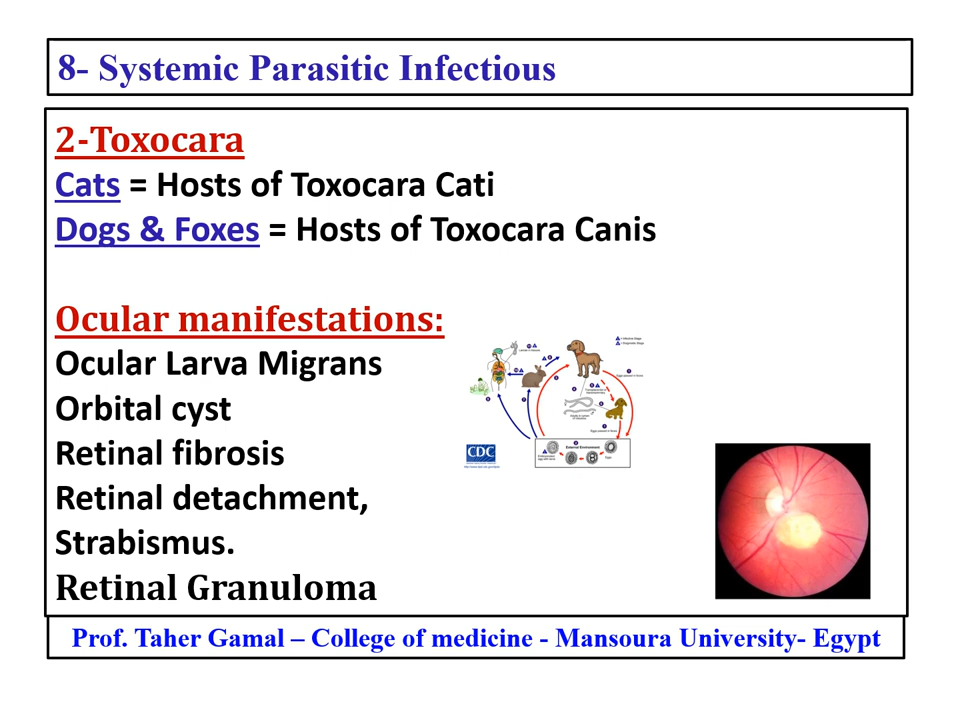 8- Systemic Parasitic Infectious
2-Toxocara
Cats = Hosts of Toxocara Cati
Dogs & Foxes = Hosts of Toxocara Canis
Ocular manifestations:
Ocular Larva Migrans
Orbital cyst
Retinal fibrosis
Retinal detachment,
Strabismus.
Retinal Granuloma
CDC
External Environment
Prof. Taher Gamal – College of medicine - Mansoura University- Egypt